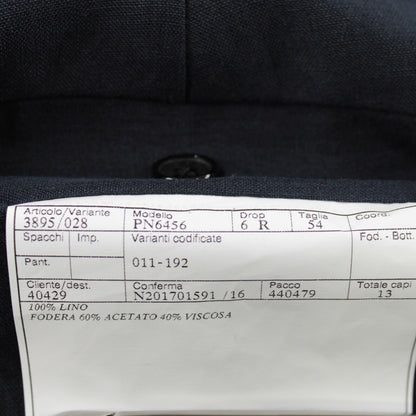 Articolo/Variante Modello Drop Taglia Coord.
3895/028 PN6456 6 R 54
Spacchi Imp. Varianti codificate Fod. - Bott.
Pant. 011-192
Cliente/dest. Conferma Pacco Totale capi
40429 N201701591 /16 440479 13
100% LINO
FODERA 60% ACETATO 40% VISCOSA